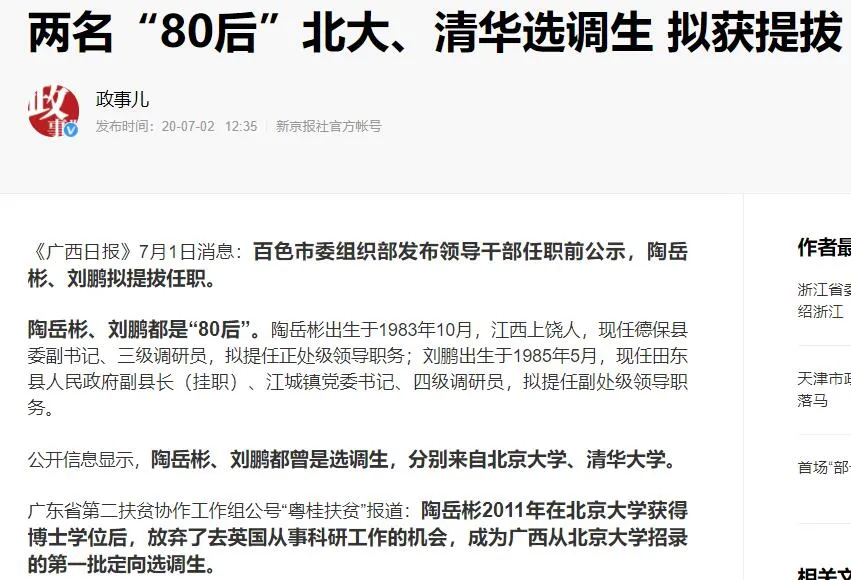 两名“80后”北大、清华选调生 拟获提拔
政事儿
发布时间：20-07-02 12:35 新京报社官方帐号
《广西日报》7月1日消息：百色市委组织部发布领导干部任职前公示，陶岳
彬、刘鹏拟提拔任职。
陶岳彬、刘鹏都是“80后”。陶岳彬出生于1983年10月，江西上饶人，现任德保县
委副书记、三级调研员，拟提任正处级领导职务；刘鹏出生于1985年5月，现任田东
县人民政府副县长（挂职）、江城镇党委书记、四级调研员，拟提任副处级领导职
务。
公开信息显示，陶岳彬、刘鹏都曾是选调生，分别来自北京大学、清华大学。
广东省第二扶贫协作工作组公号“粤桂扶贫”报道：陶岳彬2011年在北京大学获得
博士学位后，放弃了去英国从事科研工作的机会，成为广西从北京大学招录
的第一批定向选调生。
作者最
浙江省委
绍浙江
天津市政
落马
首场“部
相关文